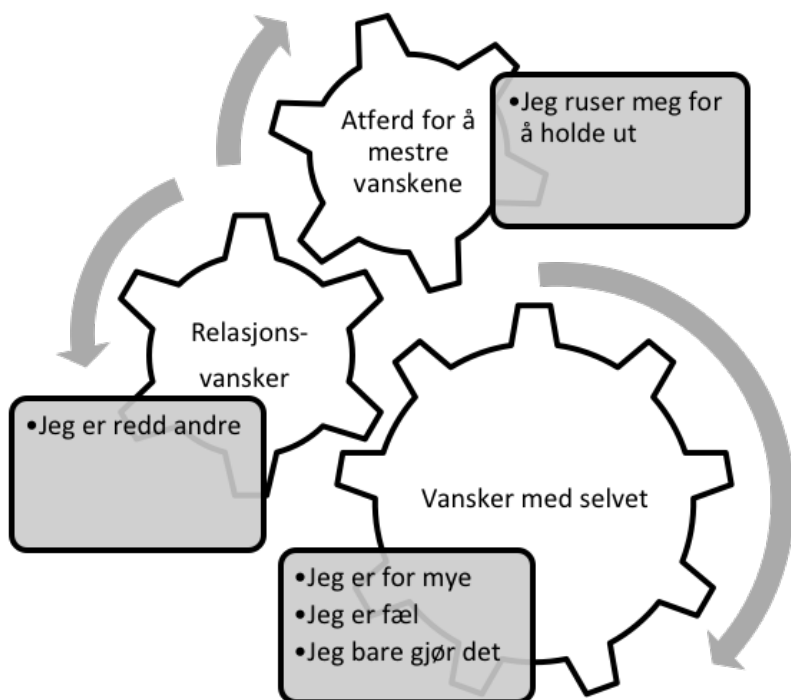 Atferd for å
mestre
vanskene
•Jeg ruser meg for
å holde ut
Relasjons-
vansker
•Jeg er redd andre
Vansker med selvet
•Jeg er for mye
•Jeg er fæl
•Jeg bare gjør det